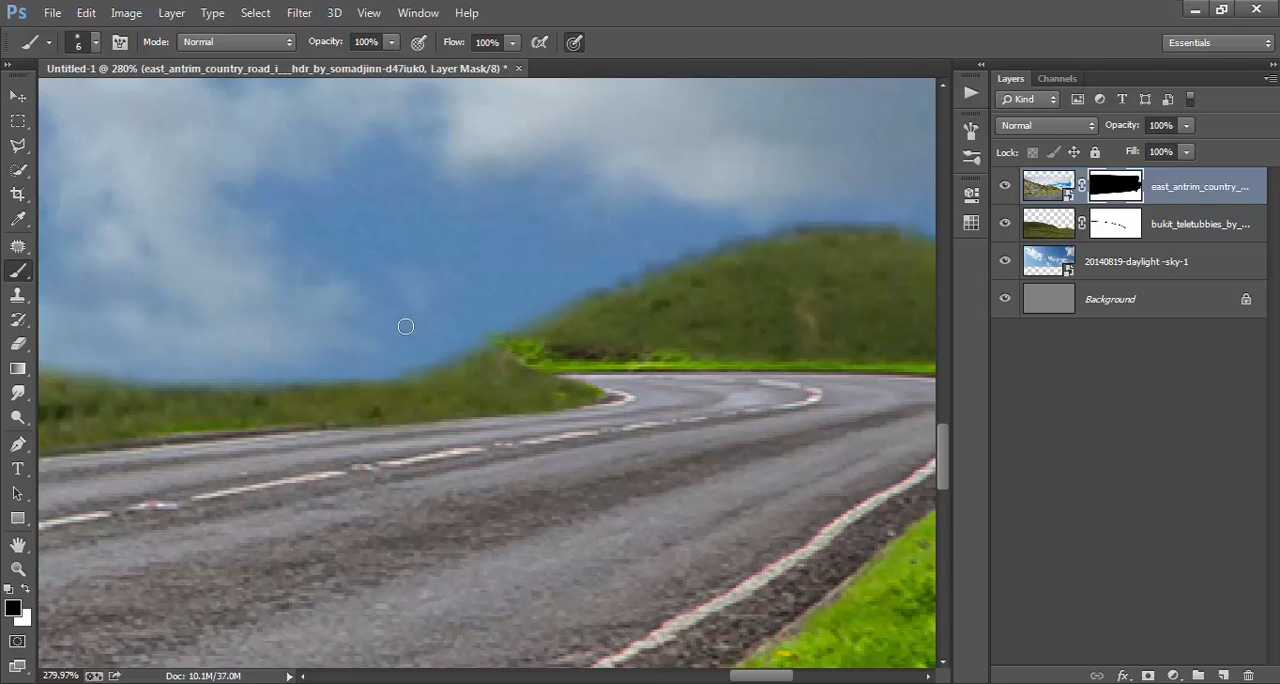 Ps File Edit Image Layer Type Select Filter 3D View Window Help
6 Mode: Normal Opacity: 100% Flow: 100% Essentials
Untitled-1 @ 280% (east_antrim_country_road_i___hdr_by_somadjinn-d47iuk0, Layer Mask/8) * ×
Layers Channels
Kind
Normal Opacity: 100%
Lock: Fill: 100%
east_antrim_country_...
bukit_teletubbies_by_...
20140819-daylight -sky-1
Background
279.97% Doc: 10.1M/37.0M